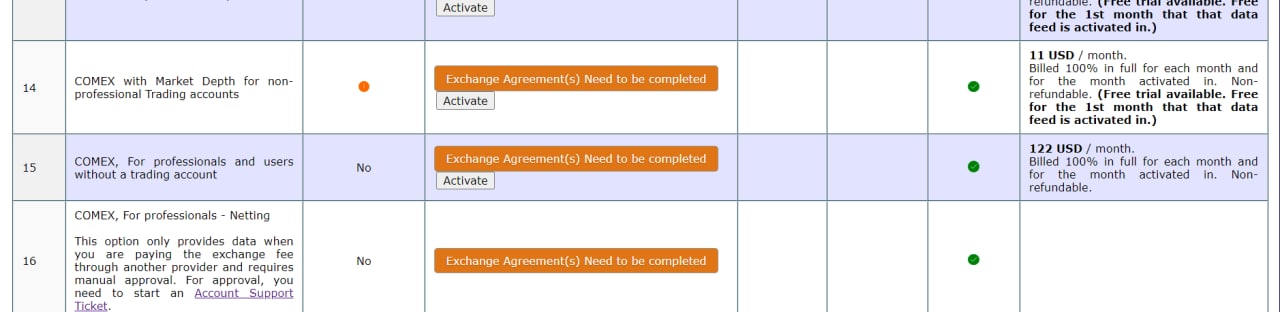 Activate
refundable. (Free trial available. Free
for the 1st month that that data
feed is activated in.)
14
COMEX with Market Depth for non-
professional Trading accounts
Exchange Agreement(s) Need to be completed
Activate
11 USD / month.
Billed 100% in full for each month and
for the month activated in. Non-
refundable. (Free trial available. Free
for the 1st month that that data
feed is activated in.)
15
COMEX, For professionals and users
without a trading account
No
Exchange Agreement(s) Need to be completed
Activate
122 USD / month.
Billed 100% in full for each month and
for the month activated in. Non-
refundable.
16
COMEX, For professionals - Netting
This option only provides data when
you are paying the exchange fee
through another provider and requires
manual approval. For approval, you
need to start an Account Support
Ticket.
No
Exchange Agreement(s) Need to be completed